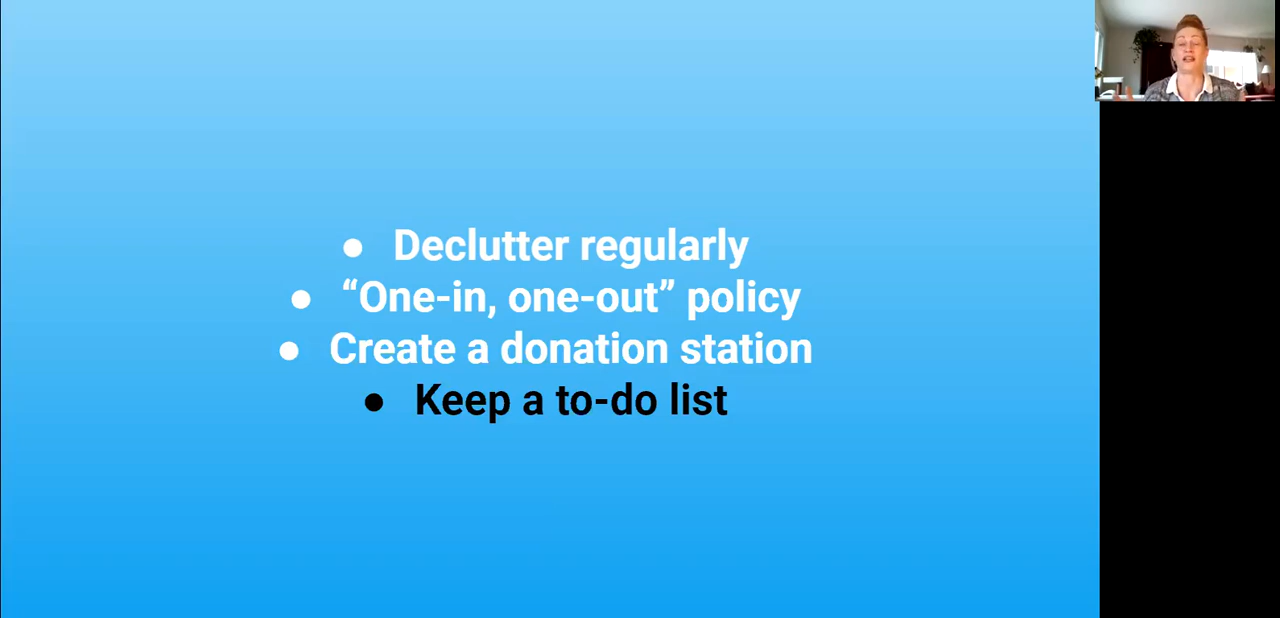 ● Declutter regularly
● “One-in, one-out” policy
● Create a donation station
● Keep a to-do list